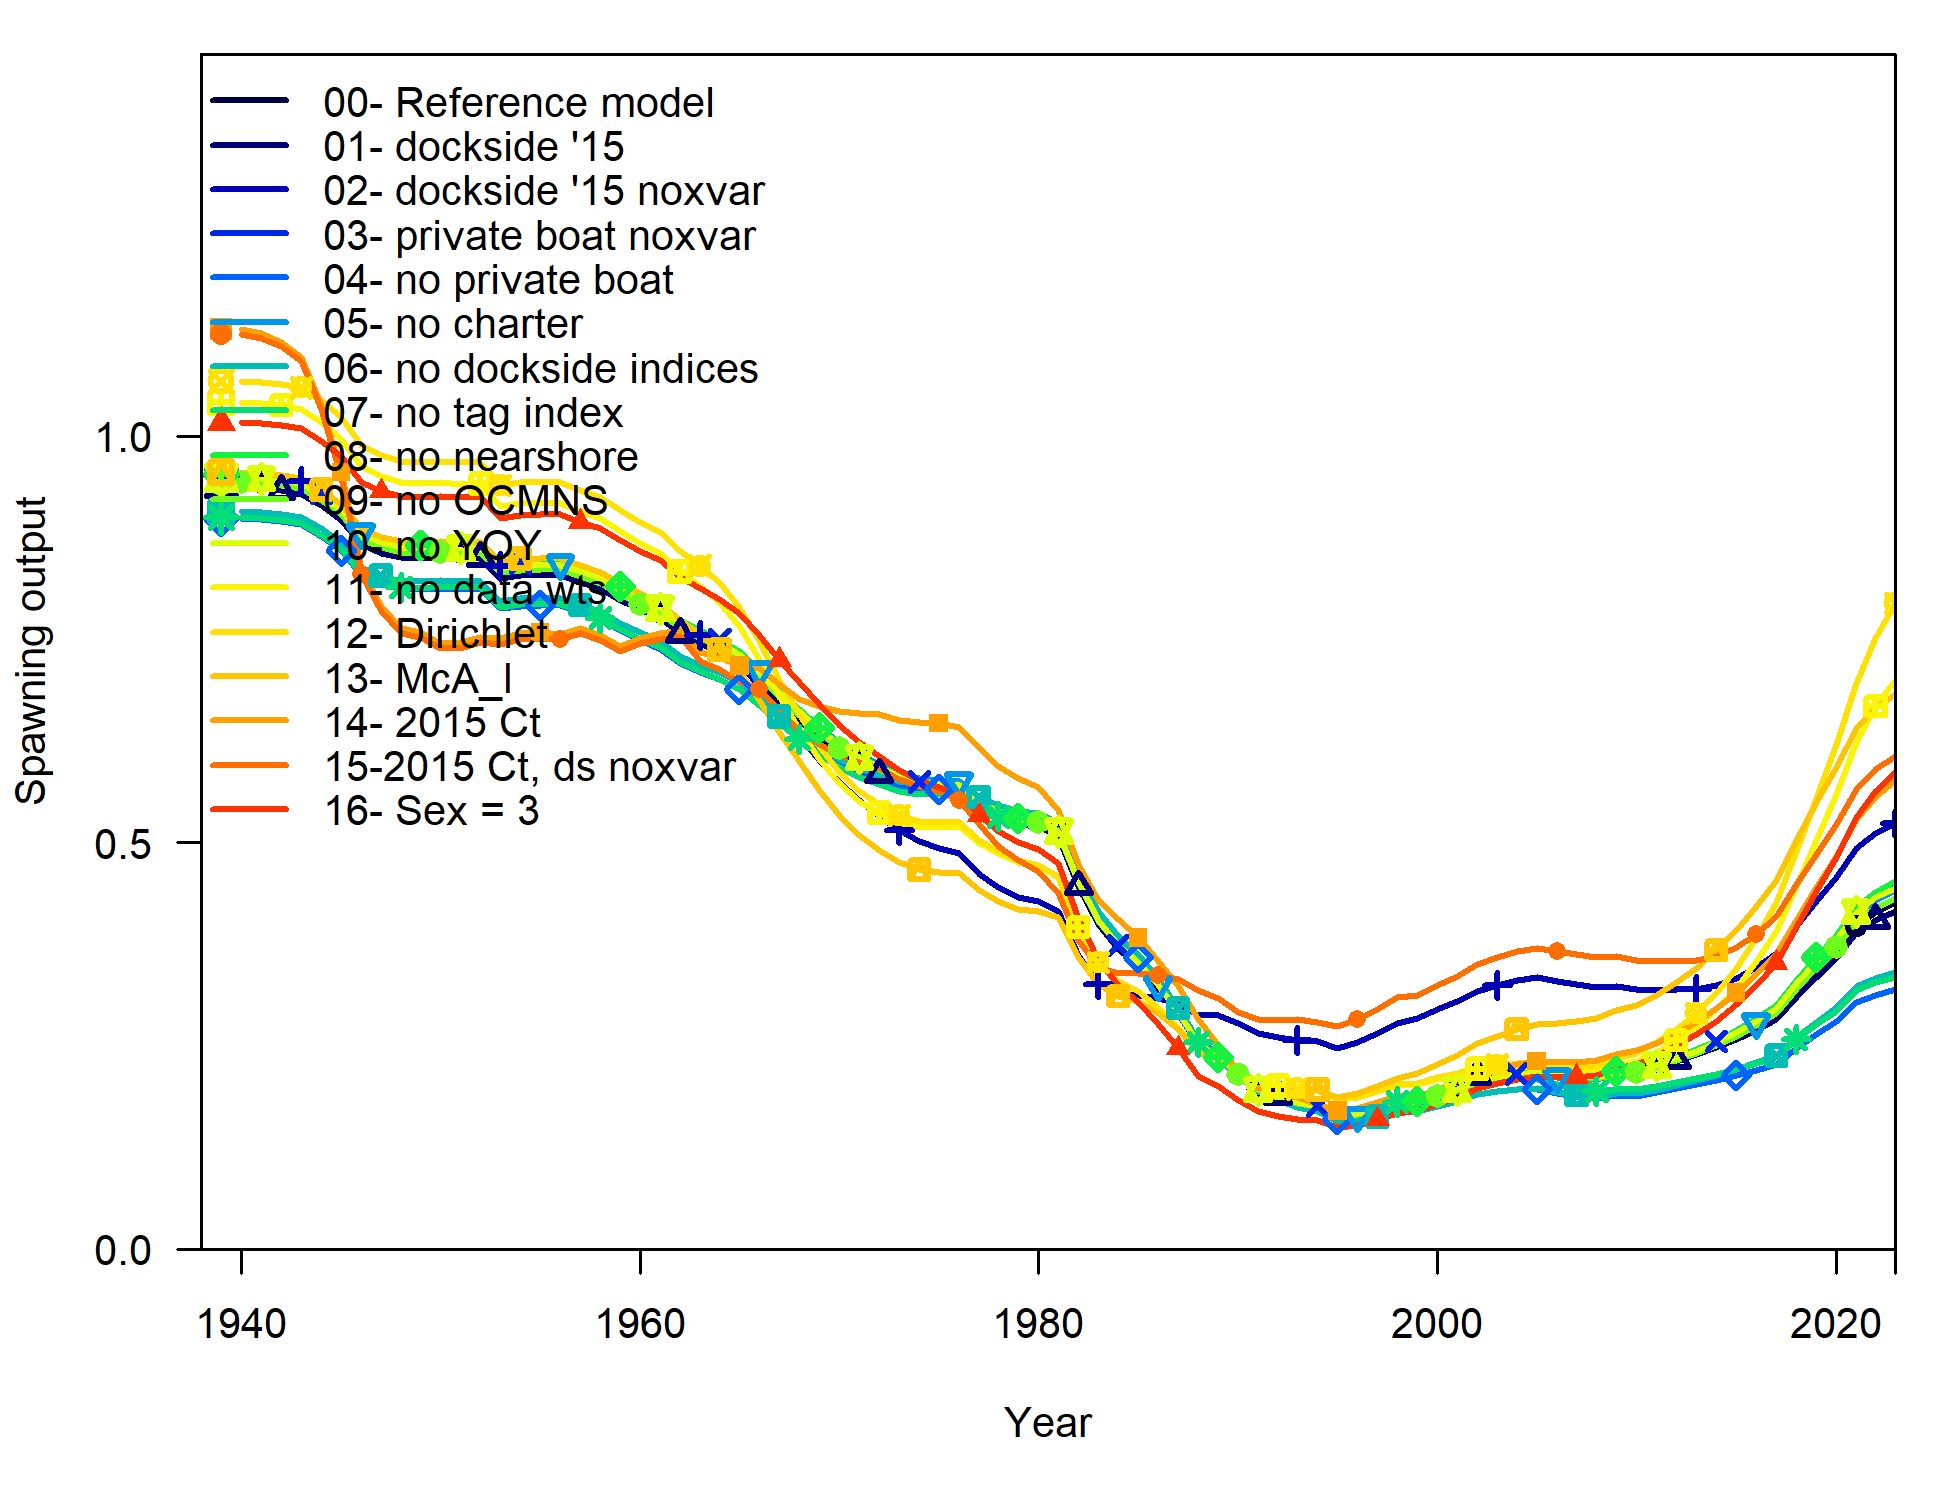 00- Reference model
01- dockside '15
02- dockside '15 noxvar
03- private boat noxvar
04- no private boat
05- no charter
06- no dockside indices
07- no tag index
08- no nearshore
09- no OCMNS
10- no YOY
11- no data wts
12- Dirichlet
13- McA_I
14- 2015 Ct
15-2015 Ct, ds noxvar
16- Sex = 3
1.0
0.5
0.0
Spawning output
1940
1960
1980
2000
2020
Year